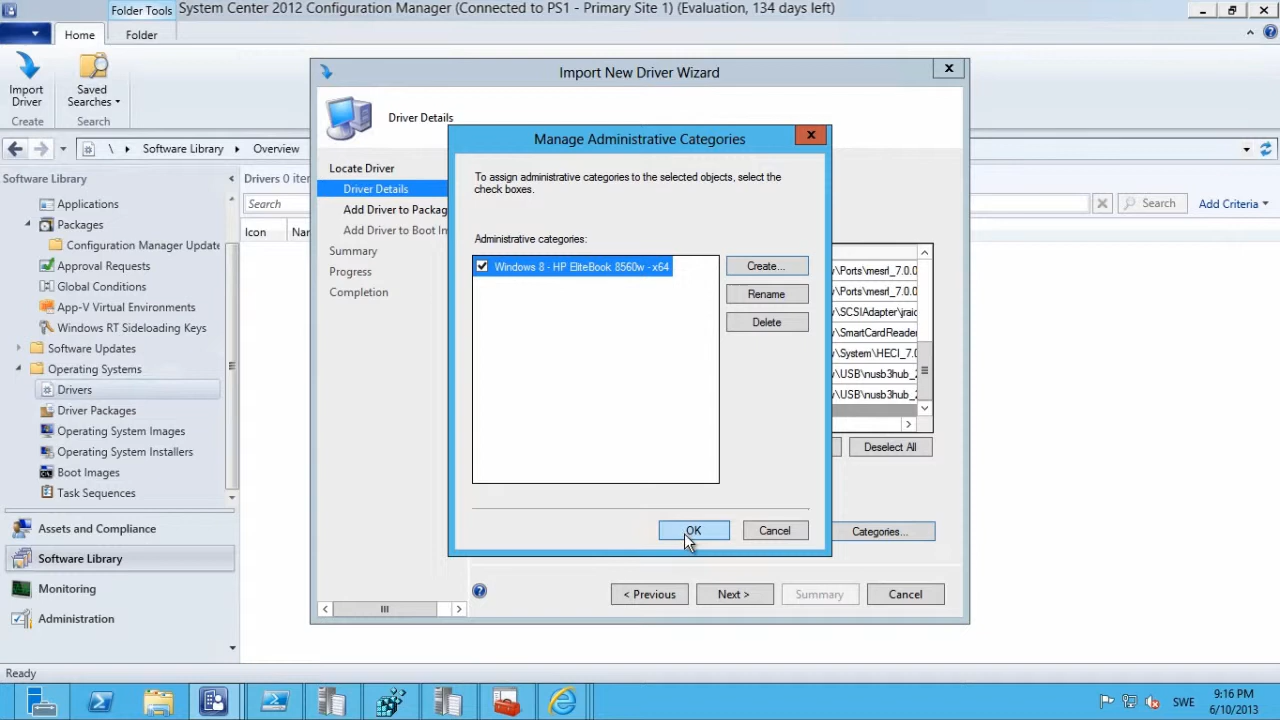 Folder Tools
System Center 2012 Configuration Manager (Connected to PS1 - Primary Site 1) (Evaluation, 134 days left)
Home
Folder
Import
Driver
Saved
Searches
Create
Search
\
Software Library
Overview
Software Library
Drivers 0 iter
Search
Search
Add Criteria
Icon
Nan
Applications
Packages
Configuration Manager Update
Approval Requests
Global Conditions
App-V Virtual Environments
Windows RT Sideloading Keys
Software Updates
Operating Systems
Drivers
Driver Packages
Operating System Images
Operating System Installers
Boot Images
Task Sequences
Assets and Compliance
Software Library
Monitoring
Administration
Import New Driver Wizard
Driver Details
Locate Driver
Driver Details
Add Driver to Packag
Add Driver to Boot In
Summary
Progress
Completion
Manage Administrative Categories
To assign administrative categories to the selected objects, select the
check boxes.
Administrative categories:
Windows 8 - HP EliteBook 8560w - x64
Create...
Rename
Delete
OK
Cancel
/Ports/mesrl_7.0.0
/Ports/mesrl_7.0.0
\SCSIAdapter\jraic
\SmartCardReader
\System\HECI_7.0
\USB\nusb3hub_2
\USB\nusb3hub_2
Deselect All
Categories...
< Previous
Next >
Summary
Cancel
Ready
SWE
9:16 PM
6/10/2013